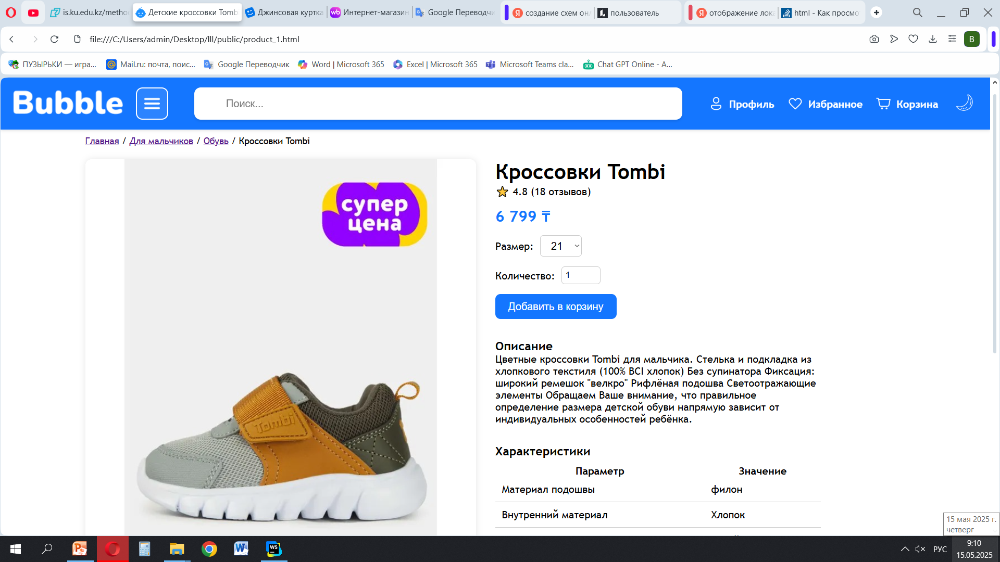 is.ku.edu.kz/metho
Детские кроссовки Tomb
Джинсовая куртка
Интернет-магазин
Google Переводчи
создание схем онл
пользователь
отображение лока
html - Как просмо
file:///C:/Users/admin/Desktop/lll/public/product_1.html
B
ПУЗЫРЬКИ — игра...
Mail.ru: почта, поис...
Google Переводчик
Word | Microsoft 365
Excel | Microsoft 365
Microsoft Teams cla...
Chat GPT Online - A...
Bubble
Поиск...
Профиль
Избранное
Корзина
Главная / Для мальчиков / Обувь / Кроссовки Tombi
супер
цена
Tombi
Кроссовки Tombi
4.8 (18 отзывов)
6 799 ₸
Размер: 21
Количество: 1
Добавить в корзину
Описание
Цветные кроссовки Tombi для мальчика. Стелька и подкладка из
хлопкового текстиля (100% BCI хлопок) Без супинатора Фиксация:
широкий ремешок "велкро" Рифлёная подошва Светоотражающие
элементы Обращаем Ваше внимание, что правильное
определение размера детской обуви напрямую зависит от
индивидуальных особенностей ребёнка.
Характеристики
Параметр Значение
Материал подошвы филон
Внутренний материал Хлопок
15 мая 2025 г.
четверг
РУС
9:10
15.05.2025